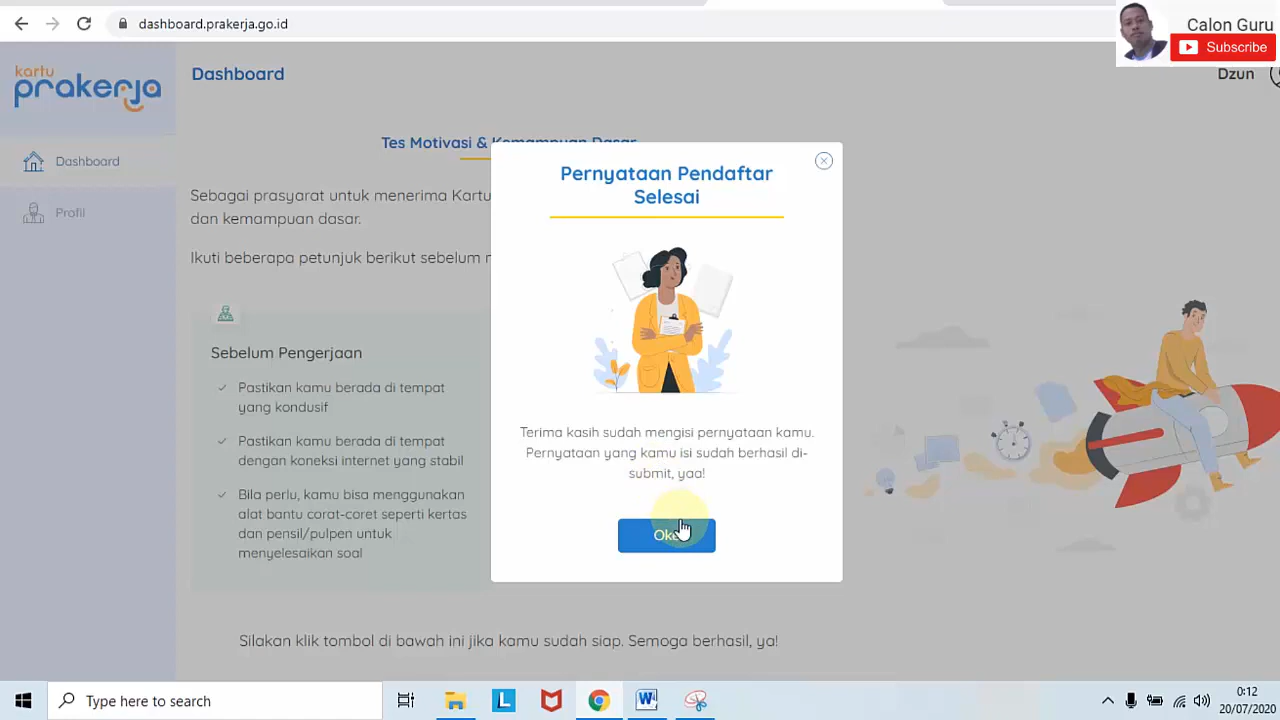 dashboard.prakerja.go.id
Calon Guru
Subscribe
kartu
prakerja
Dashboard
Dzun
Dashboard
Profil
Tes Motivasi & Kemampuan Dasar
Sebagai prasyarat untuk menerima Kartu
dan kemampuan dasar.
Ikuti beberapa petunjuk berikut sebelum
Sebelum Pengerjaan
Pastikan kamu berada di tempat
yang kondusif
Pastikan kamu berada di tempat
dengan koneksi internet yang stabil
Bila perlu, kamu bisa menggunakan
alat bantu corat-coret seperti kertas
dan pensil/pulpen untuk
menyelesaikan soal
Silakan klik tombol di bawah ini jika kamu sudah siap. Semoga berhasil, ya!
Pernyataan Pendaftar
Selesai
Terima kasih sudah mengisi pernyataan kamu.
Pernyataan yang kamu isi sudah berhasil di-
submit, yaa!
Type here to search
0:12
20/07/2020